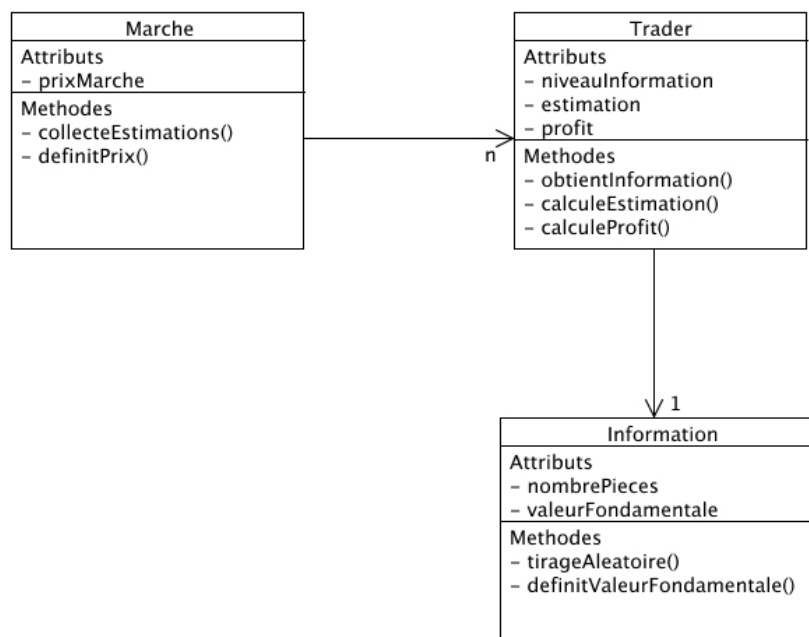 Marche
Attributs
– prixMarche
Methodes
– collecteEstimations()
– definitPrix()
n
Trader
Attributs
– niveauInformation
– estimation
– profit
Methodes
– obtientInformation()
– calculeEstimation()
– calculeProfit()
1
Information
Attributs
– nombrePieces
– valeurFondamentale
Methodes
– tirageAleatoire()
– definitValeurFondamentale()